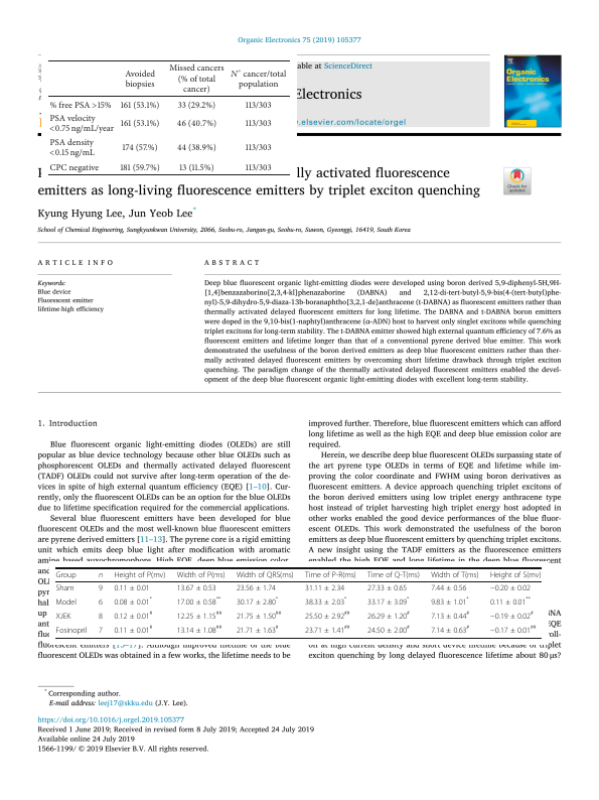 Organic Electronics 75 (2019) 105377
Avoided biopsies
Missed cancers (% of total cancer)
N° cancer/total population
% free PSA >15% 161 (53.1%) 33 (29.2%) 113/303
PSA velocity <0.75 ng/mL/year 161 (53.1%) 46 (40.7%) 113/303
PSA density <0.15 ng/mL 174 (57%) 44 (38.9%) 113/303
CPC negative 181 (59.7%) 13 (11.5%) 113/303
able at ScienceDirect
Electronics
.elsevier.com/locate/orgel
Organic Electronics
Check for updates
lly activated fluorescence
emitters as long-living fluorescence emitters by triplet exciton quenching
Kyung Hyung Lee, Jun Yeob Lee*
School of Chemical Engineering, Sungkyunkwan University, 2066, Seobu-ro, Jangan-gu, Seobu-ro, Suwon, Gyeonggi, 16419, South Korea
ARTICLE INFO
Keywords:
Blue device
Fluorescent emitter
lifetime-high efficiency
ABSTRACT
Deep blue fluorescent organic light-emitting diodes were developed using boron derived 5,9-diphenyl-5H,9H-
[1,4]benzazaborino[2,3,4-kl]phenazaborine (DABNA) and 2,12-di-tert-butyl-5,9-bis(4-(tert-butyl)phe-
nyl)-5,9-dihydro-5,9-diaza-13b-boranaphtho[3,2,1-de]anthracene (t-DABNA) as fluorescent emitters rather than
thermally activated delayed fluorescent emitters for long lifetime. The DABNA and t-DABNA boron emitters
were doped in the 9,10-bis(1-naphtyl)anthracene (α-ADN) host to harvest only singlet excitons while quenching
triplet excitons for long-term stability. The t-DABNA emitter showed high external quantum efficiency of 7.6% as
fluorescent emitters and lifetime longer than that of a conventional pyrene derived blue emitter. This work
demonstrated the usefulness of the boron derived emitters as deep blue fluorescent emitters rather than ther-
mally activated delayed fluorescent emitters by overcoming short lifetime drawback through triplet exciton
quenching. The paradigm change of the thermally activated delayed fluorescent emitters enabled the devel-
opment of the deep blue fluorescent organic light-emitting diodes with excellent long-term stability.
1. Introduction
Blue fluorescent organic light-emitting diodes (OLEDs) are still
popular as blue device technology because other blue OLEDs such as
phosphorescent OLEDs and thermally activated delayed fluorescent
(TADF) OLEDs could not survive after long-term operation of the de-
vices in spite of high external quantum efficiency (EQE) [1–10]. Cur-
rently, only the fluorescent OLEDs can be an option for the blue OLEDs
due to lifetime specification required for the commercial applications.
Several blue fluorescent emitters have been developed for blue
fluorescent OLEDs and the most well-known blue fluorescent emitters
are pyrene derived emitters [11–13]. The pyrene core is a rigid emitting
unit which emits deep blue light after modification with aromatic
amine based auxochromophore. High EQE, deep blue emission color,
and
OL
pyr
hal
up
ant
flu
fluorescent emitters [13–17]. Although improved lifetime of the blue
fluorescent OLEDs was obtained in a few works, the lifetime needs to be
improved further. Therefore, blue fluorescent emitters which can afford
long lifetime as well as the high EQE and deep blue emission color are
required.
Herein, we describe deep blue fluorescent OLEDs surpassing state of
the art pyrene type OLEDs in terms of EQE and lifetime while im-
proving the color coordinate and FWHM using boron derivatives as
fluorescent emitters. A device approach quenching triplet excitons of
the boron derived emitters using low triplet energy anthracene type
host instead of triplet harvesting high triplet energy host adopted in
other works enabled the good device performances of the blue fluor-
escent OLEDs. This work demonstrated the usefulness of the boron
emitters as deep blue fluorescent emitters by quenching triplet excitons.
A new insight using the TADF emitters as the fluorescence emitters
enabled the high EQE and long lifetime in the deep blue fluorescent
NA
QE
oll-
off at high current density and short device lifetime because of triplet
exciton quenching by long delayed fluorescence lifetime about 80 μs?
Group n Height of P(mv) Width of P(ms) Width of QRS(ms) Time of P-R(ms) Time of Q-T(ms) Width of T(ms) Height of S(mv)
Sham 9 0.11 ± 0.01 13.67 ± 0.53 23.56 ± 1.74 31.11 ± 2.34 27.33 ± 0.65 7.44 ± 0.56 −0.20 ± 0.02
Model 6 0.08 ± 0.01* 17.00 ± 0.58** 30.17 ± 2.80* 38.33 ± 2.03* 33.17 ± 3.09* 9.83 ± 1.01* 0.11 ± 0.01**
XJEK 8 0.12 ± 0.01# 12.25 ± 1.15## 21.75 ± 1.50## 25.50 ± 2.92## 26.29 ± 1.20# 7.13 ± 0.44# −0.19 ± 0.02#
Fosinopril 7 0.11 ± 0.01# 13.14 ± 1.08## 21.71 ± 1.63# 23.71 ± 1.41## 24.50 ± 2.00# 7.14 ± 0.63# −0.17 ± 0.01##
* Corresponding author.
E-mail address: leej17@skku.edu (J.Y. Lee).
https://doi.org/10.1016/j.orgel.2019.105377
Received 1 June 2019; Received in revised form 8 July 2019; Accepted 24 July 2019
Available online 24 July 2019
1566-1199/ © 2019 Elsevier B.V. All rights reserved.